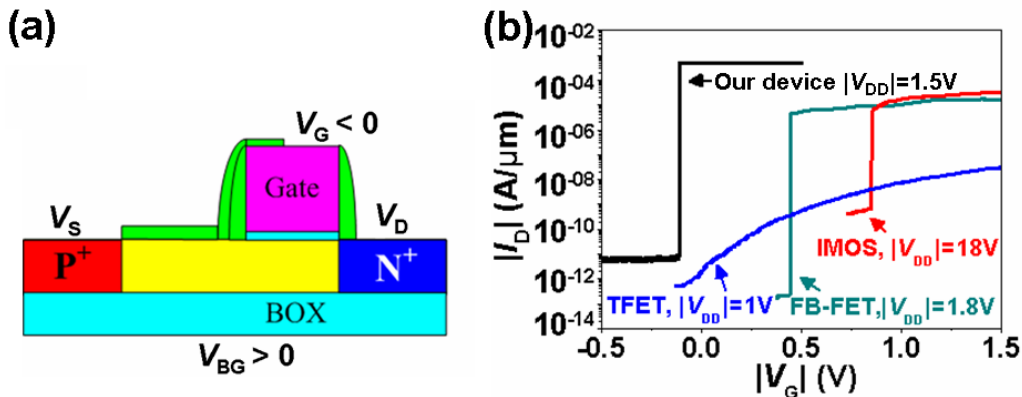 (a)
V_G < 0
Gate
V_S
V_D
P⁺
N⁺
BOX
V_BG > 0
(b)
10⁻⁰²
10⁻⁰⁴
10⁻⁰⁶
10⁻⁰⁸
10⁻¹⁰
10⁻¹²
10⁻¹⁴
|I_D| (A/μm)
Our device |V_DD|=1.5V
IMOS, |V_DD|=18V
TFET, |V_DD|=1V
FB-FET,|V_DD|=1.8V
-0.5 0.0 0.5 1.0 1.5
|V_G| (V)